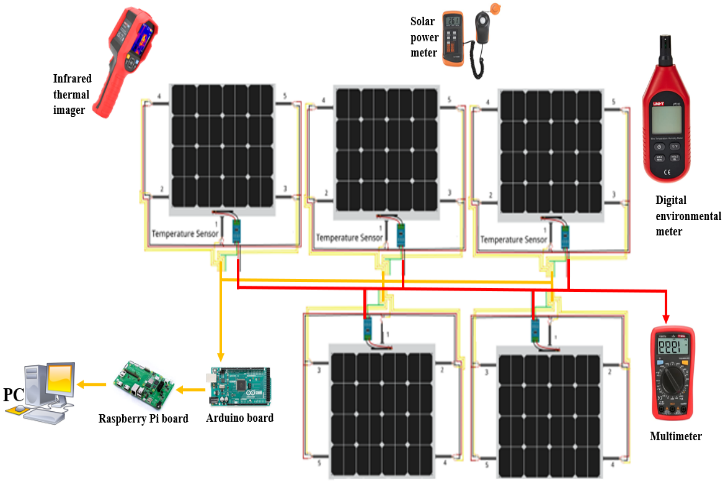 Solar
power
meter
Infrared
thermal
imager
UNI-T
4
5
4
5
4
5
2
3
2
3
2
3
1
1
1
Temperature Sensor
Temperature Sensor
Temperature Sensor
Digital
environmental
meter
1
1
3
2
3
2
5
4
5
4
PC
Raspberry Pi board
Arduino board
Multimeter